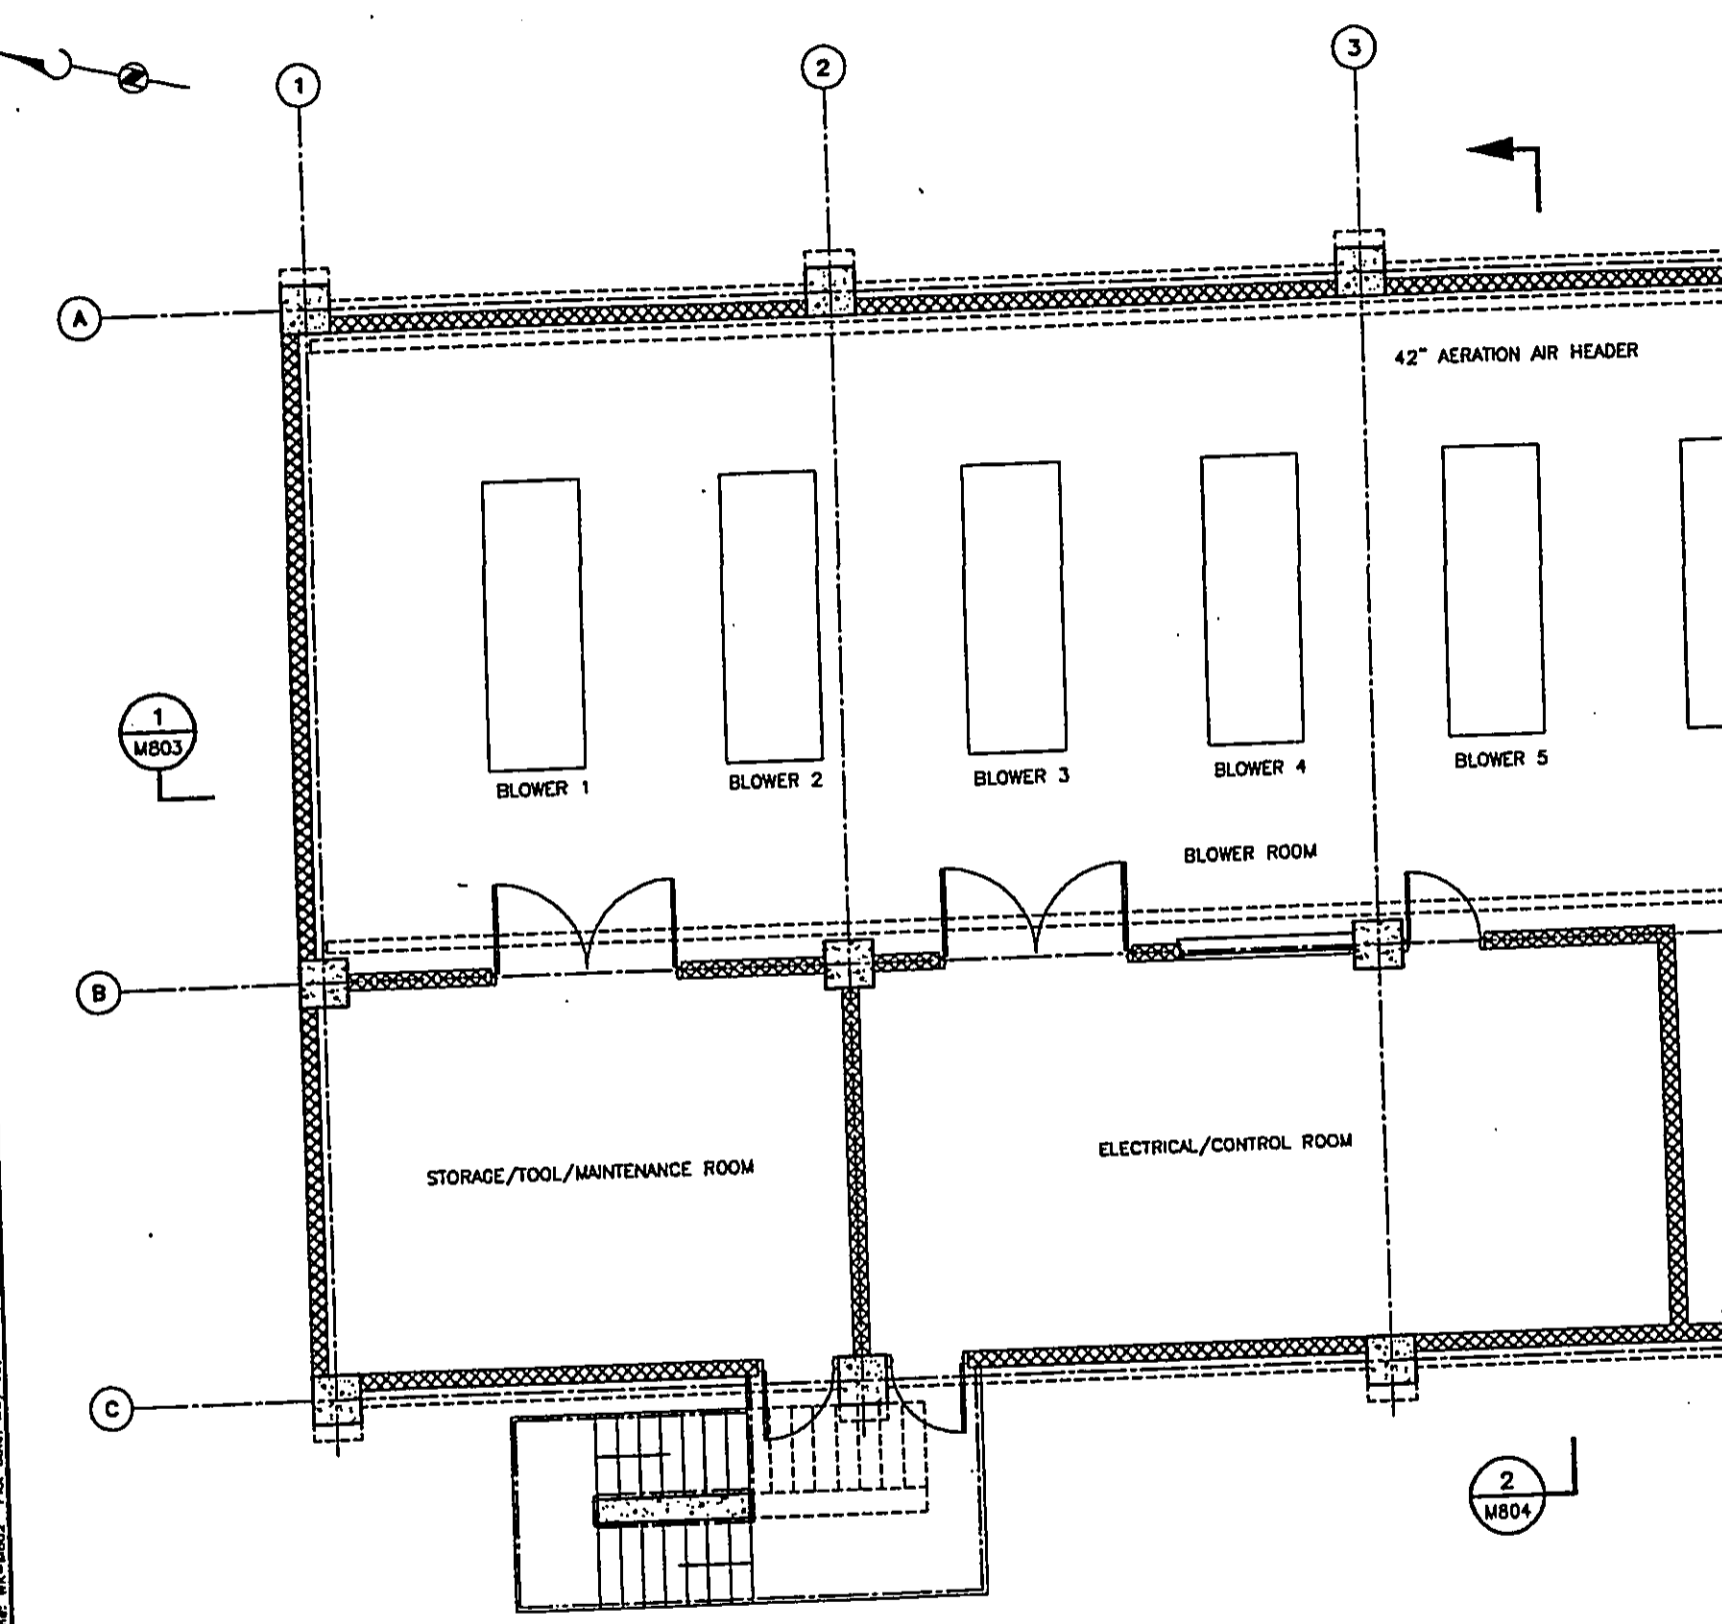 1
2
3
A
42" AERATION AIR HEADER
1
M803
BLOWER 1
BLOWER 2
BLOWER 3
BLOWER 4
BLOWER 5
BLOWER ROOM
B
STORAGE/TOOL/MAINTENANCE ROOM
ELECTRICAL/CONTROL ROOM
C
2
M804